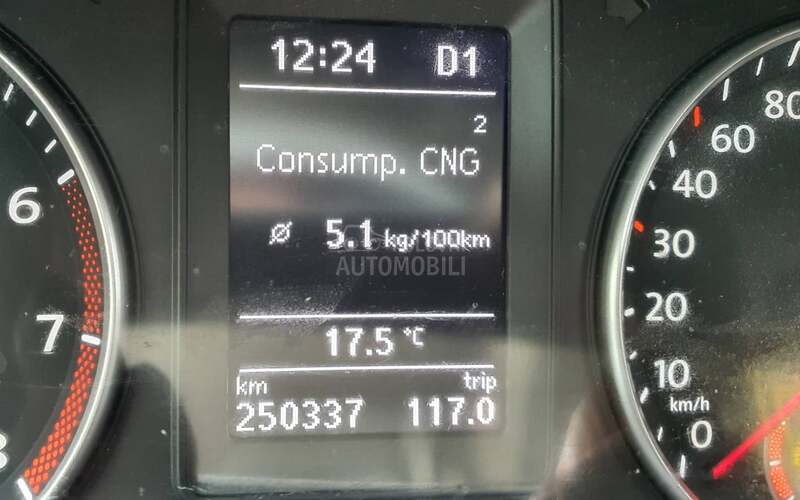 12:24 D1
2
Consump. CNG
Ø 5.1 kg/100km
AUTOMOBILI
17.5 °C
km trip
250337 117.0
6
7
8
80
60
40
30
20
10
km/h
0